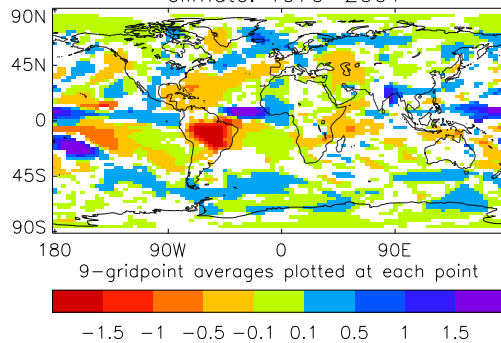 90N
45N
0
45S
90S
180 90W 0 90E
9-gridpoint averages plotted at each point
-1.5 -1 -0.5 -0.1 0.1 0.5 1 1.5